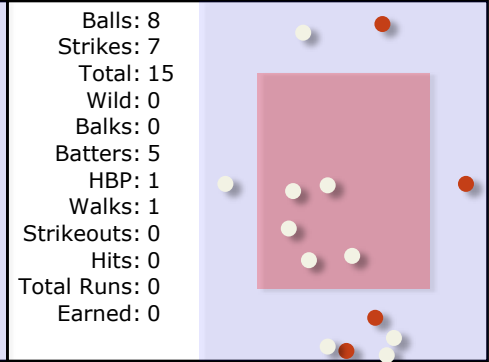 Balls: 8
Strikes: 7
Total: 15
Wild: 0
Balks: 0
Batters: 5
HBP: 1
Walks: 1
Strikeouts: 0
Hits: 0
Total Runs: 0
Earned: 0